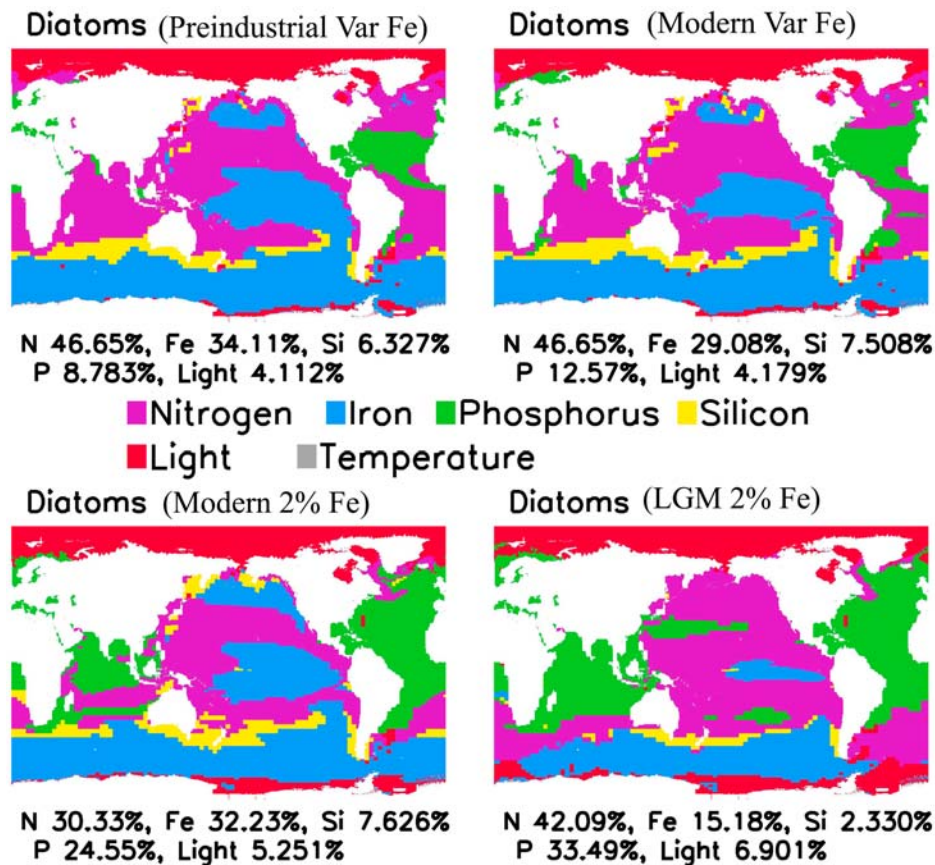 Diatoms (Preindustrial Var Fe)
Diatoms (Modern Var Fe)
N 46.65%, Fe 34.11%, Si 6.327%
P 8.783%, Light 4.112%
N 46.65%, Fe 29.08%, Si 7.508%
P 12.57%, Light 4.179%
Nitrogen Iron Phosphorus Silicon
Light Temperature
Diatoms (Modern 2% Fe)
Diatoms (LGM 2% Fe)
N 30.33%, Fe 32.23%, Si 7.626%
P 24.55%, Light 5.251%
N 42.09%, Fe 15.18%, Si 2.330%
P 33.49%, Light 6.901%